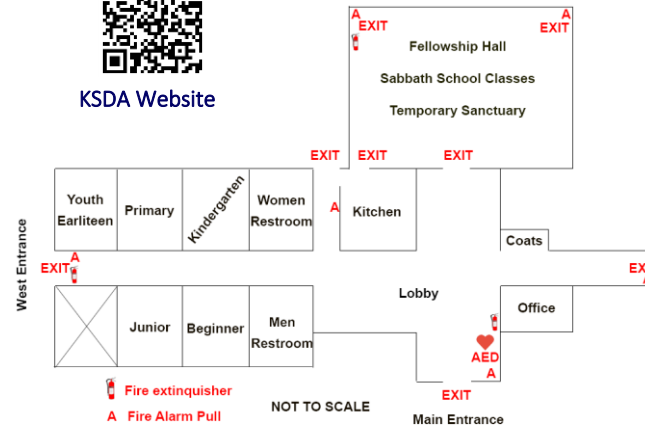 KSDA Website
A
A
EXIT
EXIT
Fellowship Hall
Sabbath School Classes
Temporary Sanctuary
EXIT
EXIT
EXIT
Youth
Earliteen
Primary
Kindergarten
Women
Restroom
A
Kitchen
Coats
West Entrance
A
EXIT
Lobby
Office
Junior
Beginner
Men
Restroom
AED
A
EXIT
Main Entrance
Fire extinquisher
A Fire Alarm Pull
NOT TO SCALE